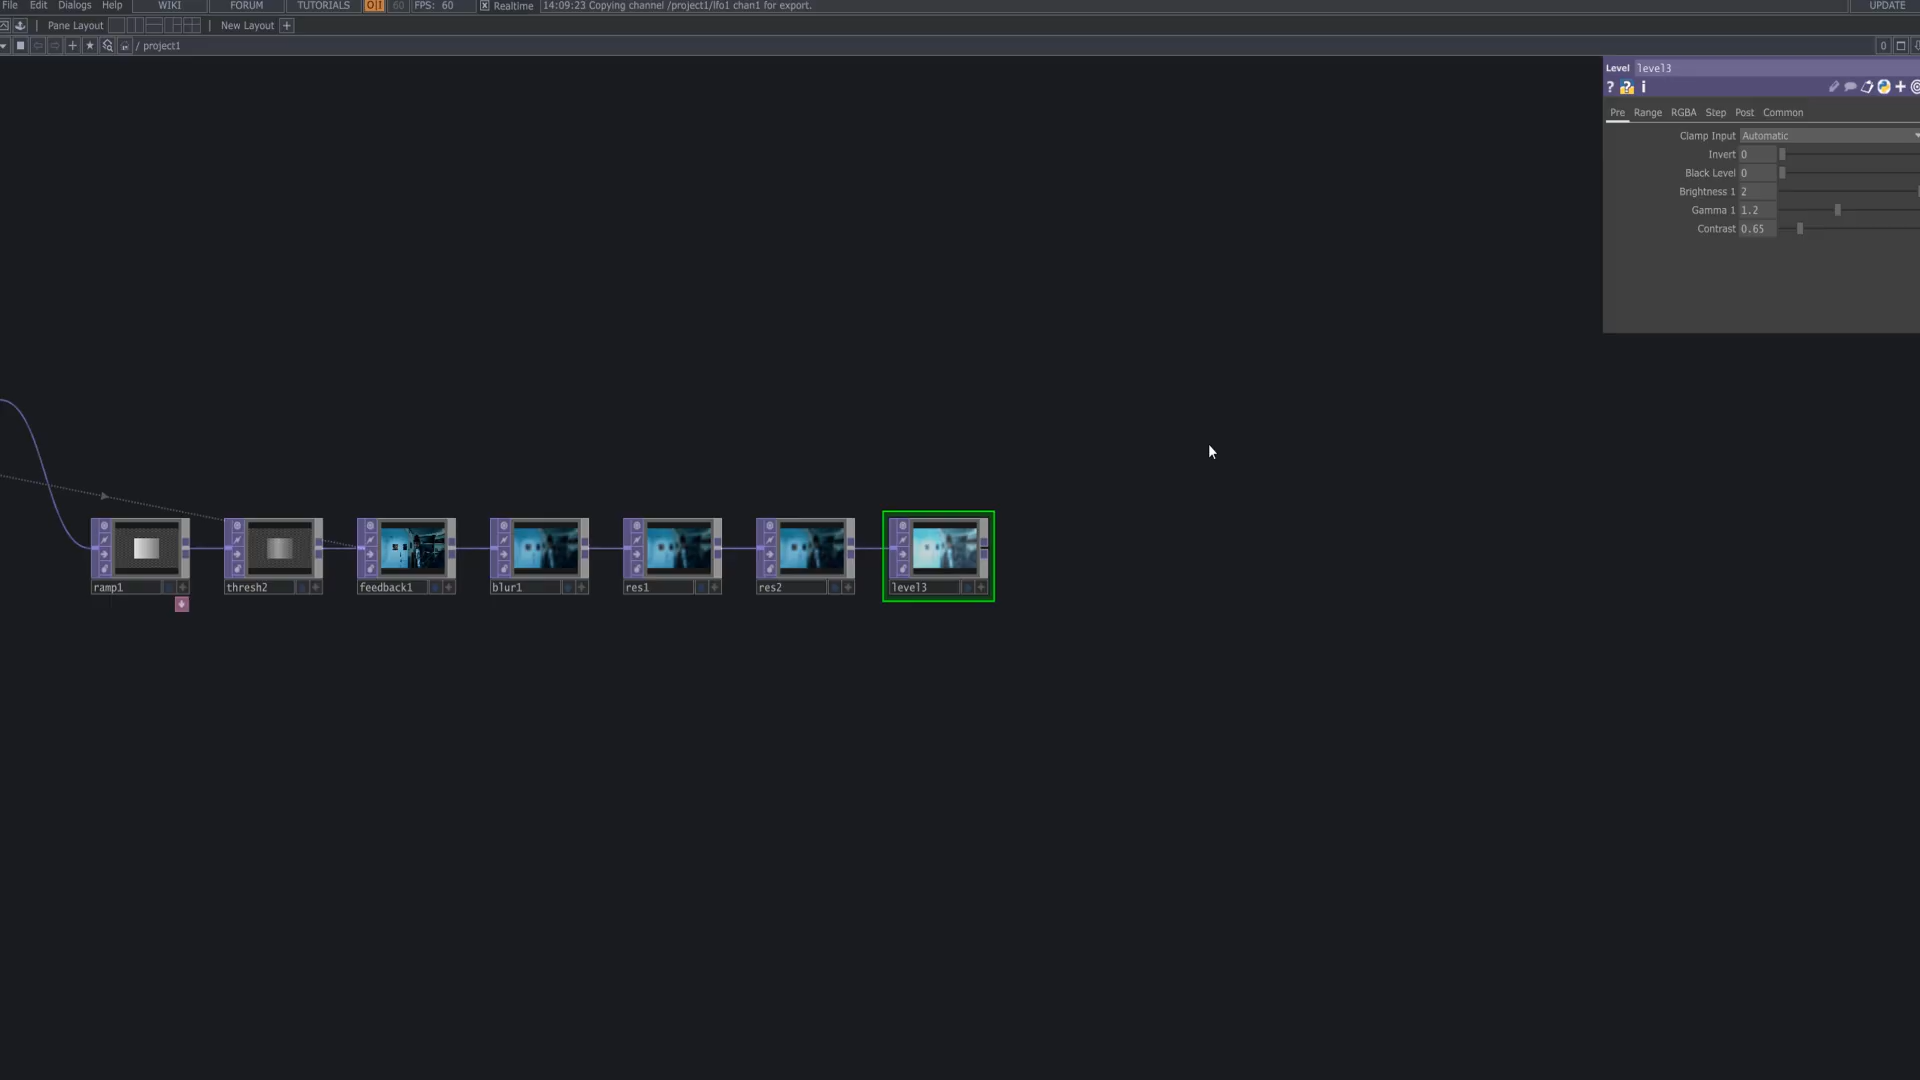 File Edit Dialogs Help WIKI FORUM TUTORIALS O|I 60 FPS: 60 Realtime 14:09:23 Copying channel /project1/lfo1 chan1 for export. UPDATE
Pane Layout New Layout +
/ project1 0
Level level3
? ? i
Pre Range RGBA Step Post Common
Clamp Input Automatic
Invert 0
Black Level 0
Brightness 1 2
Gamma 1 1.2
Contrast 0.65
ramp1 thresh2 feedback1 blur1 res1 res2 level3